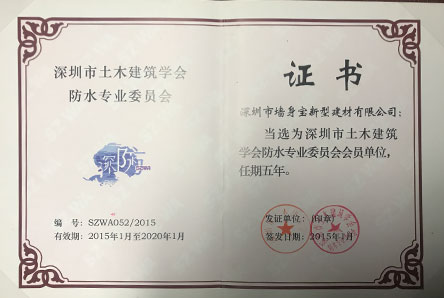 深圳市土木建筑学会
防水专业委员会
深防
SZWA
编 号：SZWA052/2015
有效期：2015年1月至2020年1月
证书
深圳市墙身宝新型建材有限公司：
当选为深圳市土木建筑
学会防水专业委员会会员单位，
任期五年。
发证单位：（印章）
签发日期：2015年1月